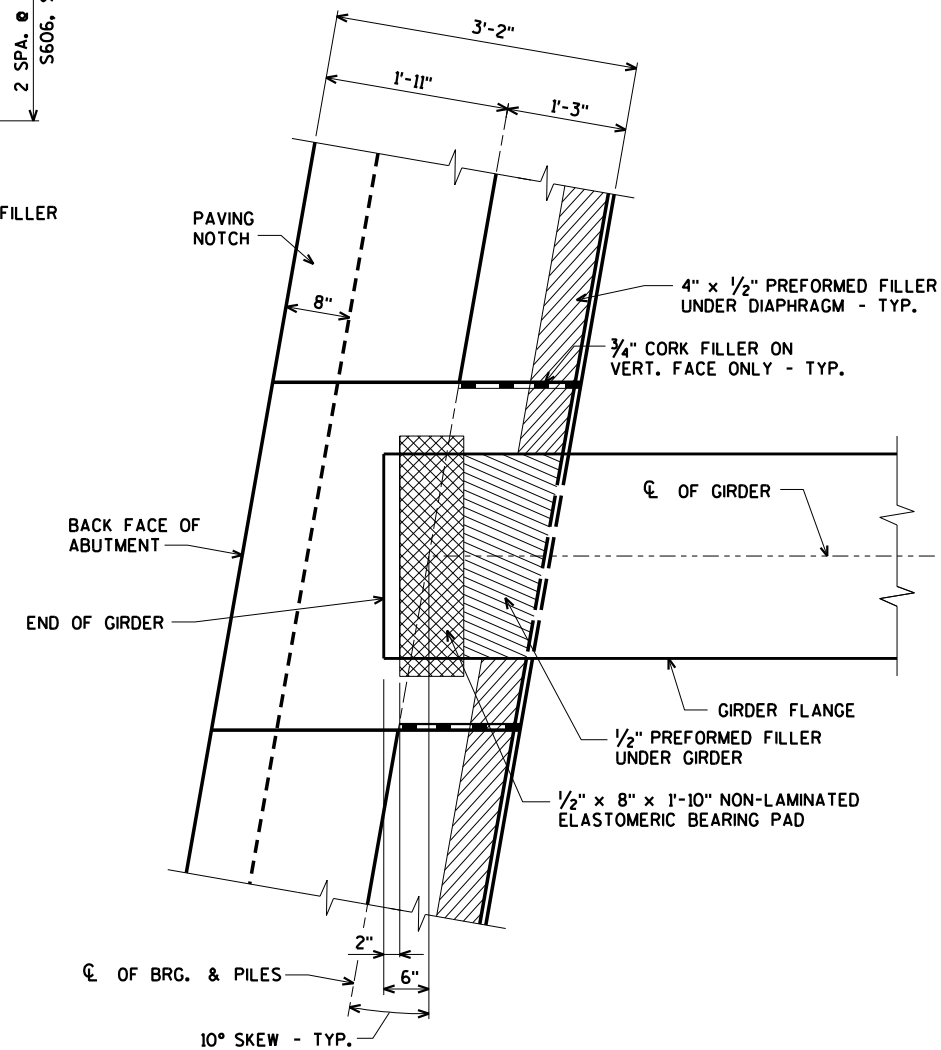 2 SPA. @
S606, S
3'-2"
1'-11"
1'-3"
FILLER
PAVING
NOTCH
8"
4" x 1/2" PREFORMED FILLER
UNDER DIAPHRAGM - TYP.
3/4" CORK FILLER ON
VERT. FACE ONLY - TYP.
℄ OF GIRDER
BACK FACE OF
ABUTMENT
END OF GIRDER
GIRDER FLANGE
1/2" PREFORMED FILLER
UNDER GIRDER
1/2" x 8" x 1'-10" NON-LAMINATED
ELASTOMERIC BEARING PAD
2"
℄ OF BRG. & PILES
6"
10° SKEW - TYP.